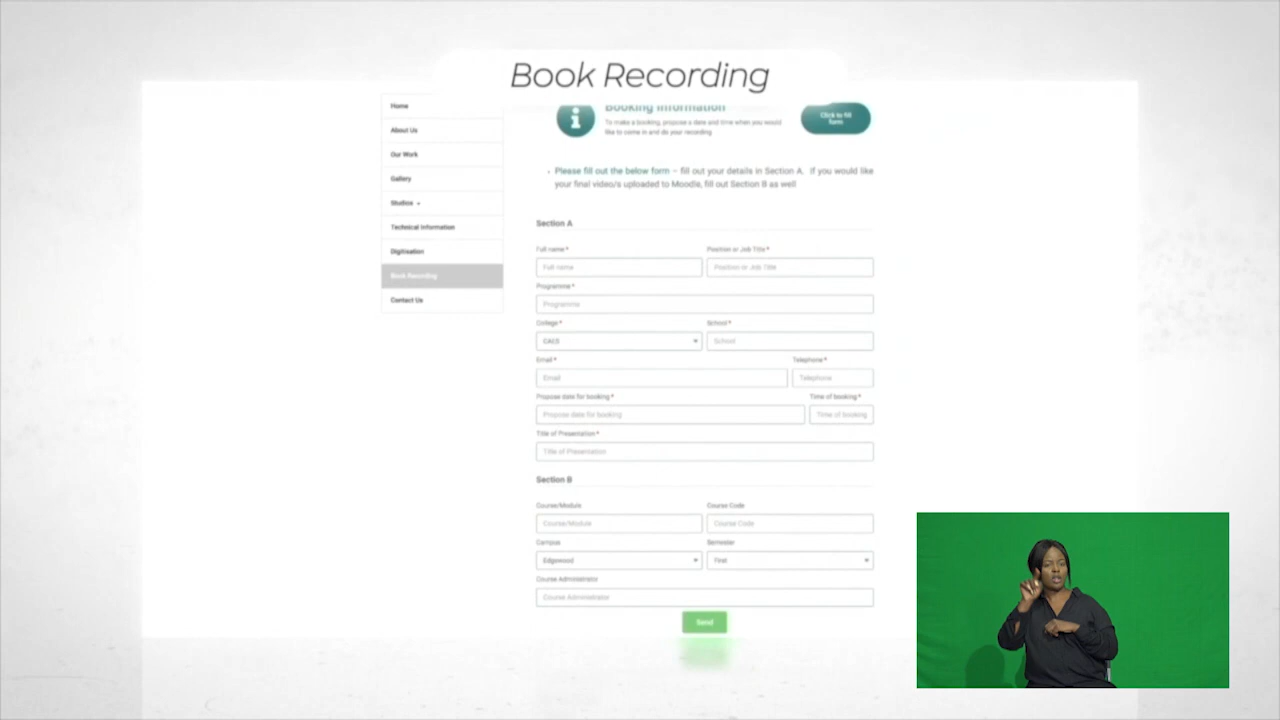 Book Recording
Home
About Us
Our Work
Gallery
Studios
Technical Information
Digitisation
Book Recording
Contact Us
Booking Information
To make a booking, propose a date and time when you would
like to come in and do your recording
Click to fill
form
Please fill out the below form – fill out your details in Section A. If you would like
your final video/s uploaded to Moodle, fill out Section B as well
Section A
Full name * Position or Job Title *
Full name Position or Job Title
Programme *
Programme
College * School *
CAES School
Email * Telephone *
Email Telephone
Propose date for booking * Time of booking *
Propose date for booking Time of booking
Title of Presentation *
Title of Presentation
Section B
Course/Module Course Code
Course/Module Course Code
Campus Semester
Edgewood First
Course Administrator
Course Administrator
Send